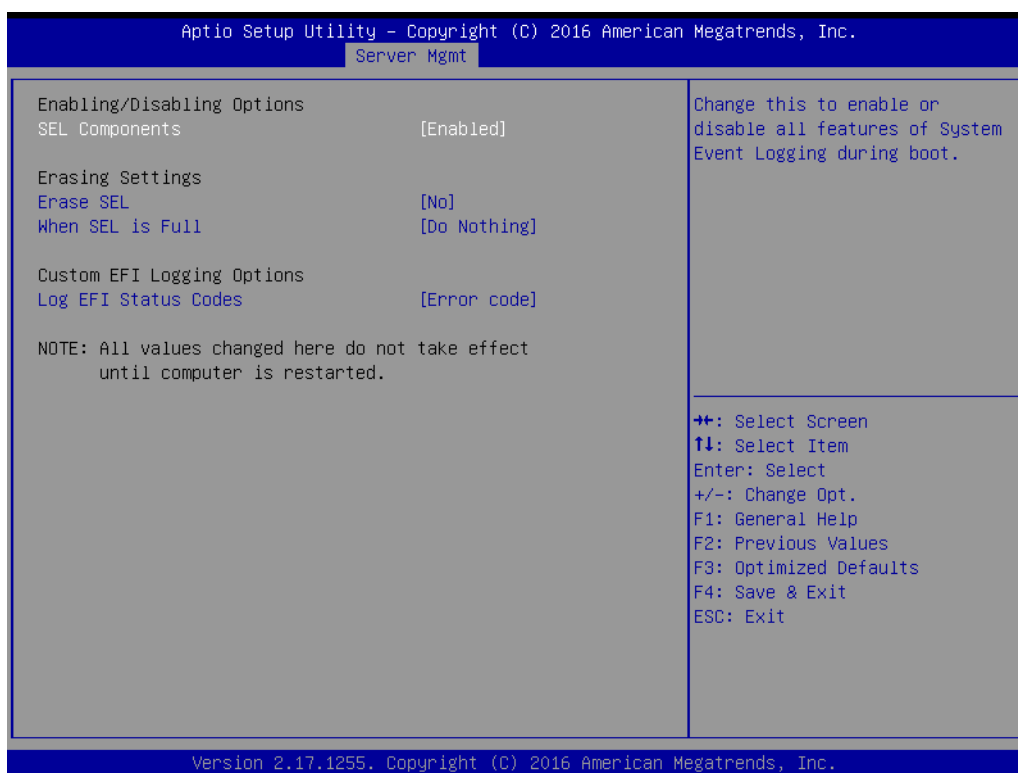 Aptio Setup Utility – Copyright (C) 2016 American Megatrends, Inc.
Server Mgmt
Enabling/Disabling Options
SEL Components [Enabled]
Erasing Settings
Erase SEL [No]
When SEL is Full [Do Nothing]
Custom EFI Logging Options
Log EFI Status Codes [Error code]
NOTE: All values changed here do not take effect
until computer is restarted.
Change this to enable or
disable all features of System
Event Logging during boot.
→←: Select Screen
↑↓: Select Item
Enter: Select
+/-: Change Opt.
F1: General Help
F2: Previous Values
F3: Optimized Defaults
F4: Save & Exit
ESC: Exit
Version 2.17.1255. Copyright (C) 2016 American Megatrends, Inc.